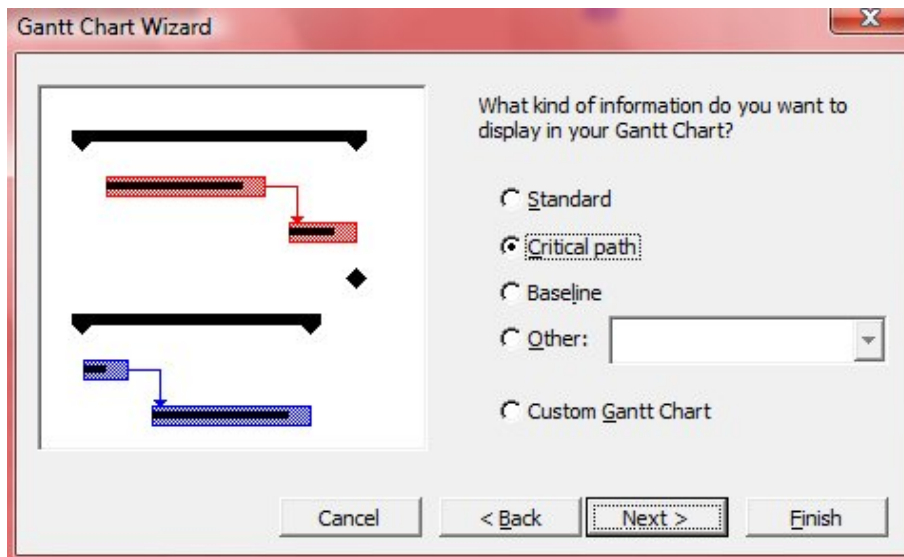 Gantt Chart Wizard
What kind of information do you want to
display in your Gantt Chart?
Standard
Critical path
Baseline
Other:
Custom Gantt Chart
Cancel
< Back
Next >
Finish